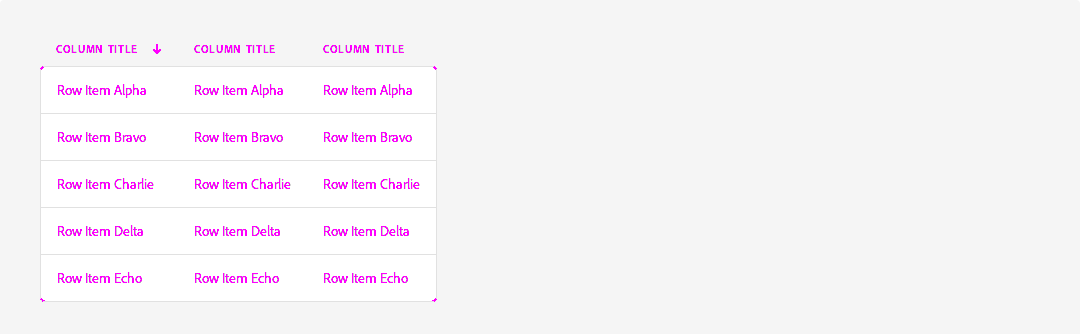 COLUMN TITLE COLUMN TITLE COLUMN TITLE
Row Item Alpha Row Item Alpha Row Item Alpha
Row Item Bravo Row Item Bravo Row Item Bravo
Row Item Charlie Row Item Charlie Row Item Charlie
Row Item Delta Row Item Delta Row Item Delta
Row Item Echo Row Item Echo Row Item Echo